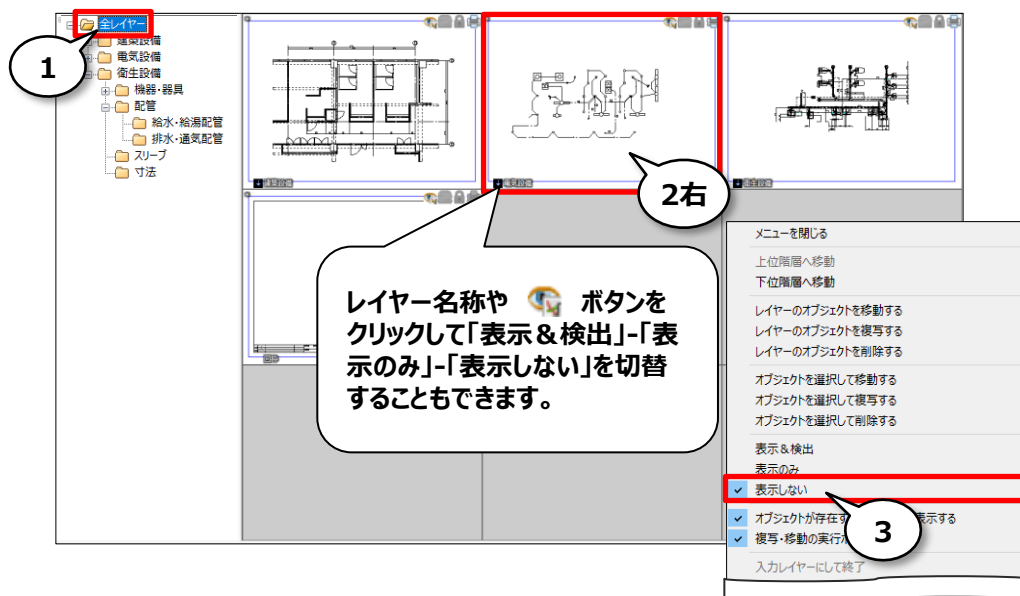 全レイヤー
建築設備
電気設備
衛生設備
機器・器具
配管
給水・給湯配管
排水・通気配管
スリーブ
寸法
1
建築設備
電気設備
衛生設備
2右
レイヤー名称や ボタンを
クリックして「表示＆検出」-「表
示のみ」-「表示しない」を切替
することもできます。
メニューを閉じる
上位階層へ移動
下位階層へ移動
レイヤーのオブジェクトを移動する
レイヤーのオブジェクトを複写する
レイヤーのオブジェクトを削除する
オブジェクトを選択して移動する
オブジェクトを選択して複写する
オブジェクトを選択して削除する
表示＆検出
表示のみ
表示しない
オブジェクトが存在す 表示する
複写・移動の実行
3
入力レイヤーにして終了